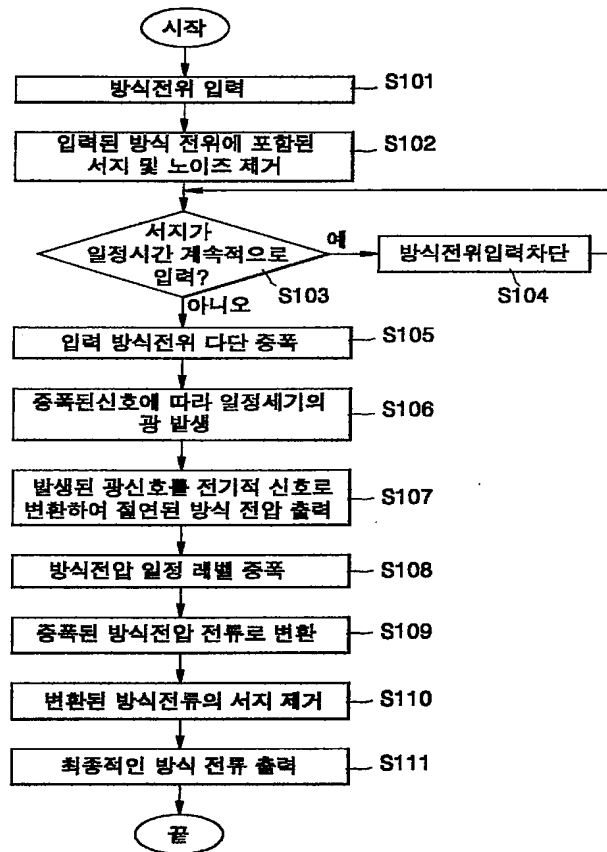 시작
방식전위 입력
S101
입력된 방식 전위에 포함된
서지 및 노이즈 제거
S102
서지가
일정시간 계속적으로
입력?
S103
예
방식전위입력차단
S104
아니오
입력 방식전위 다단 증폭
S105
증폭된신호에 따라 일정세기의
광 발생
S106
발생된 광신호를 전기적 신호로
변환하여 절연된 방식 전압 출력
S107
방식전압 일정 레벨 증폭
S108
증폭된 방식전압 전류로 변환
S109
변환된 방식전류의 서지 제거
S110
최종적인 방식 전류 출력
S111
끝